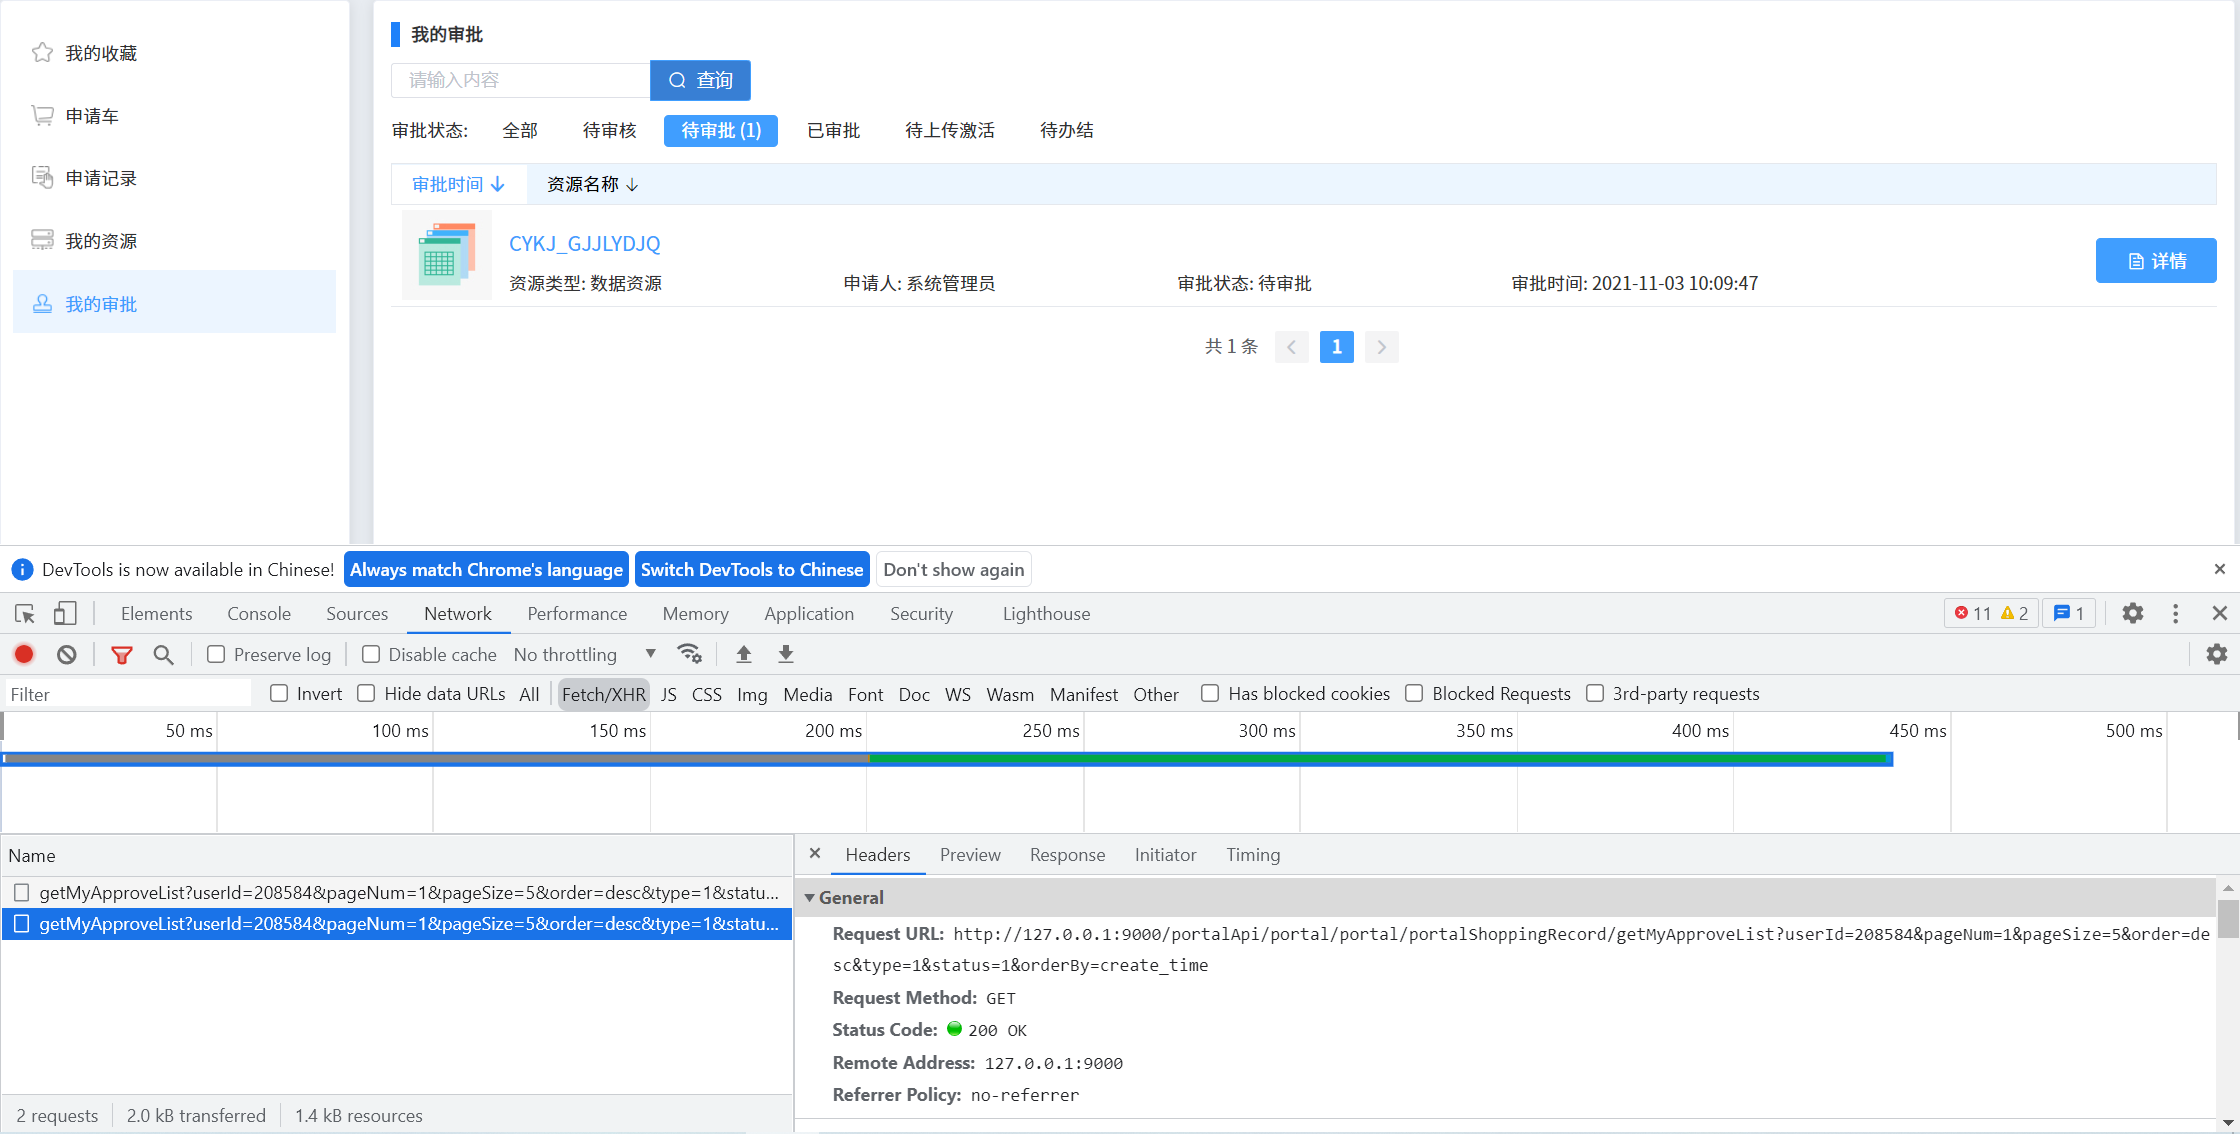 我的收藏
申请车
申请记录
我的资源
我的审批
我的审批
请输入内容 查询
审批状态: 全部 待审核 待审批 (1) 已审批 待上传激活 待办结
审批时间 资源名称
CYKJ_GJJLYDJQ
资源类型: 数据资源 申请人: 系统管理员 审批状态: 待审批 审批时间: 2021-11-03 10:09:47
详情
共 1 条 1
DevTools is now available in Chinese! Always match Chrome's language Switch DevTools to Chinese Don't show again
Elements Console Sources Network Performance Memory Application Security Lighthouse 11 2 1
Preserve log Disable cache No throttling
Filter Invert Hide data URLs All Fetch/XHR JS CSS Img Media Font Doc WS Wasm Manifest Other Has blocked cookies Blocked Requests 3rd-party requests
50 ms 100 ms 150 ms 200 ms 250 ms 300 ms 350 ms 400 ms 450 ms 500 ms
Name
getMyApproveList?userId=208584&pageNum=1&pageSize=5&order=desc&type=1&statu...
getMyApproveList?userId=208584&pageNum=1&pageSize=5&order=desc&type=1&statu...
2 requests 2.0 kB transferred 1.4 kB resources
Headers Preview Response Initiator Timing
General
Request URL: http://127.0.0.1:9000/portalApi/portal/portal/portalShoppingRecord/getMyApproveList?userId=208584&pageNum=1&pageSize=5&order=de
sc&type=1&status=1&orderBy=create_time
Request Method: GET
Status Code: 200 OK
Remote Address: 127.0.0.1:9000
Referrer Policy: no-referrer